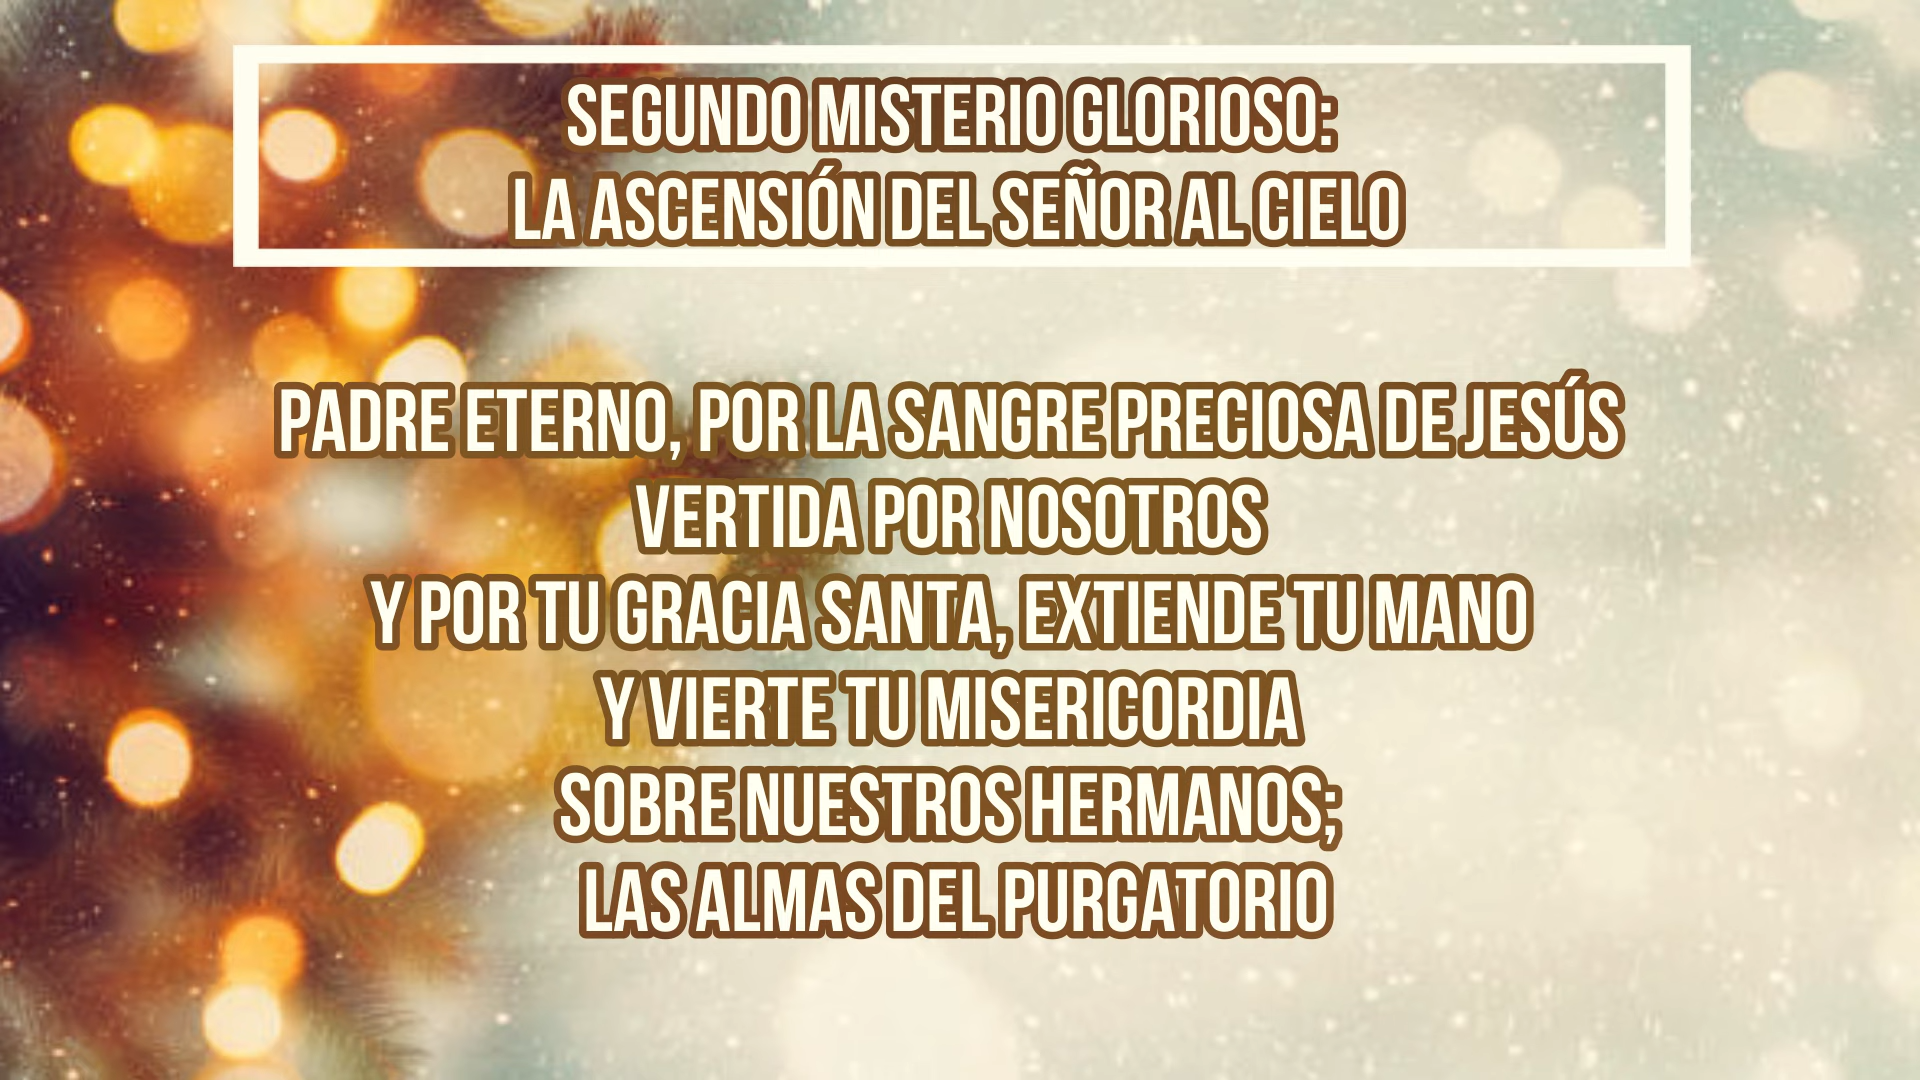 SEGUNDO MISTERIO GLORIOSO:
LA ASCENSIÓN DEL SEÑOR AL CIELO
PADRE ETERNO, POR LA SANGRE PRECIOSA DE JESÚS
VERTIDA POR NOSOTROS
Y POR TU GRACIA SANTA, EXTIENDE TU MANO
Y VIERTE TU MISERICORDIA
SOBRE NUESTROS HERMANOS;
LAS ALMAS DEL PURGATORIO